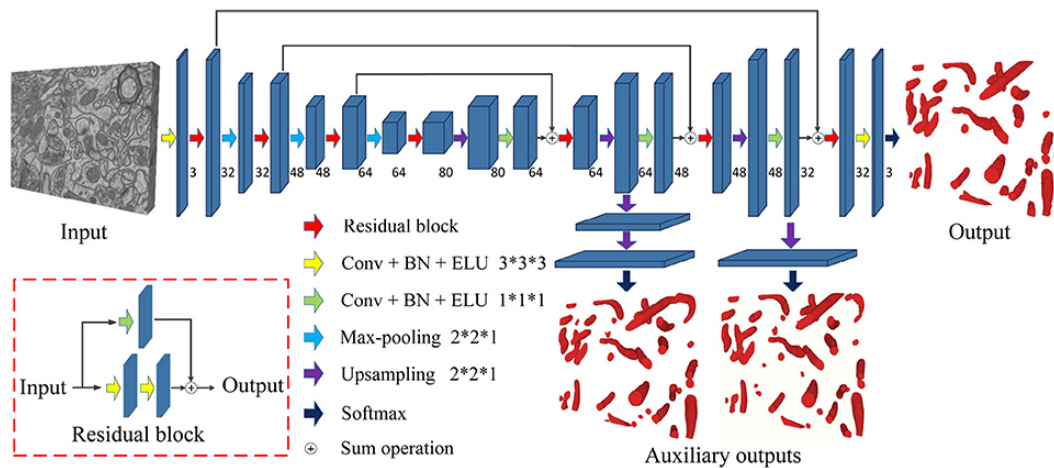 3 32 32 48 48 64 64 80 80 64 64 64 48 48 48 32 32 3
Input
Output
Residual block
Conv + BN + ELU 3*3*3
Conv + BN + ELU 1*1*1
Max-pooling 2*2*1
Upsampling 2*2*1
Softmax
Sum operation
Input
Output
Residual block
Auxiliary outputs